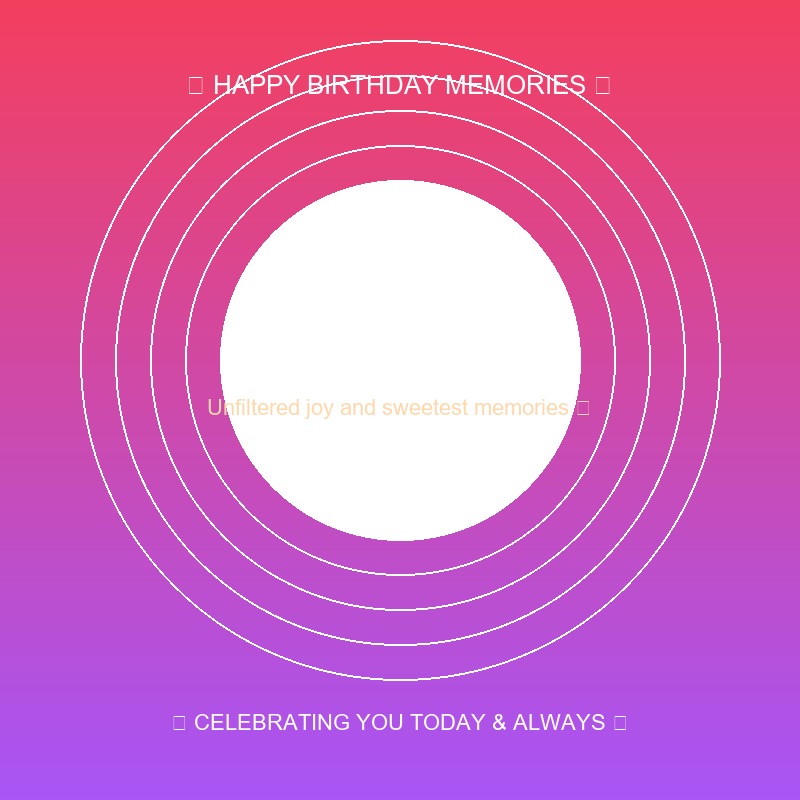 ▯ HAPPY BIRTHDAY MEMORIES ▯
Unfiltered joy and sweetest memories ▯
▯ CELEBRATING YOU TODAY & ALWAYS ▯